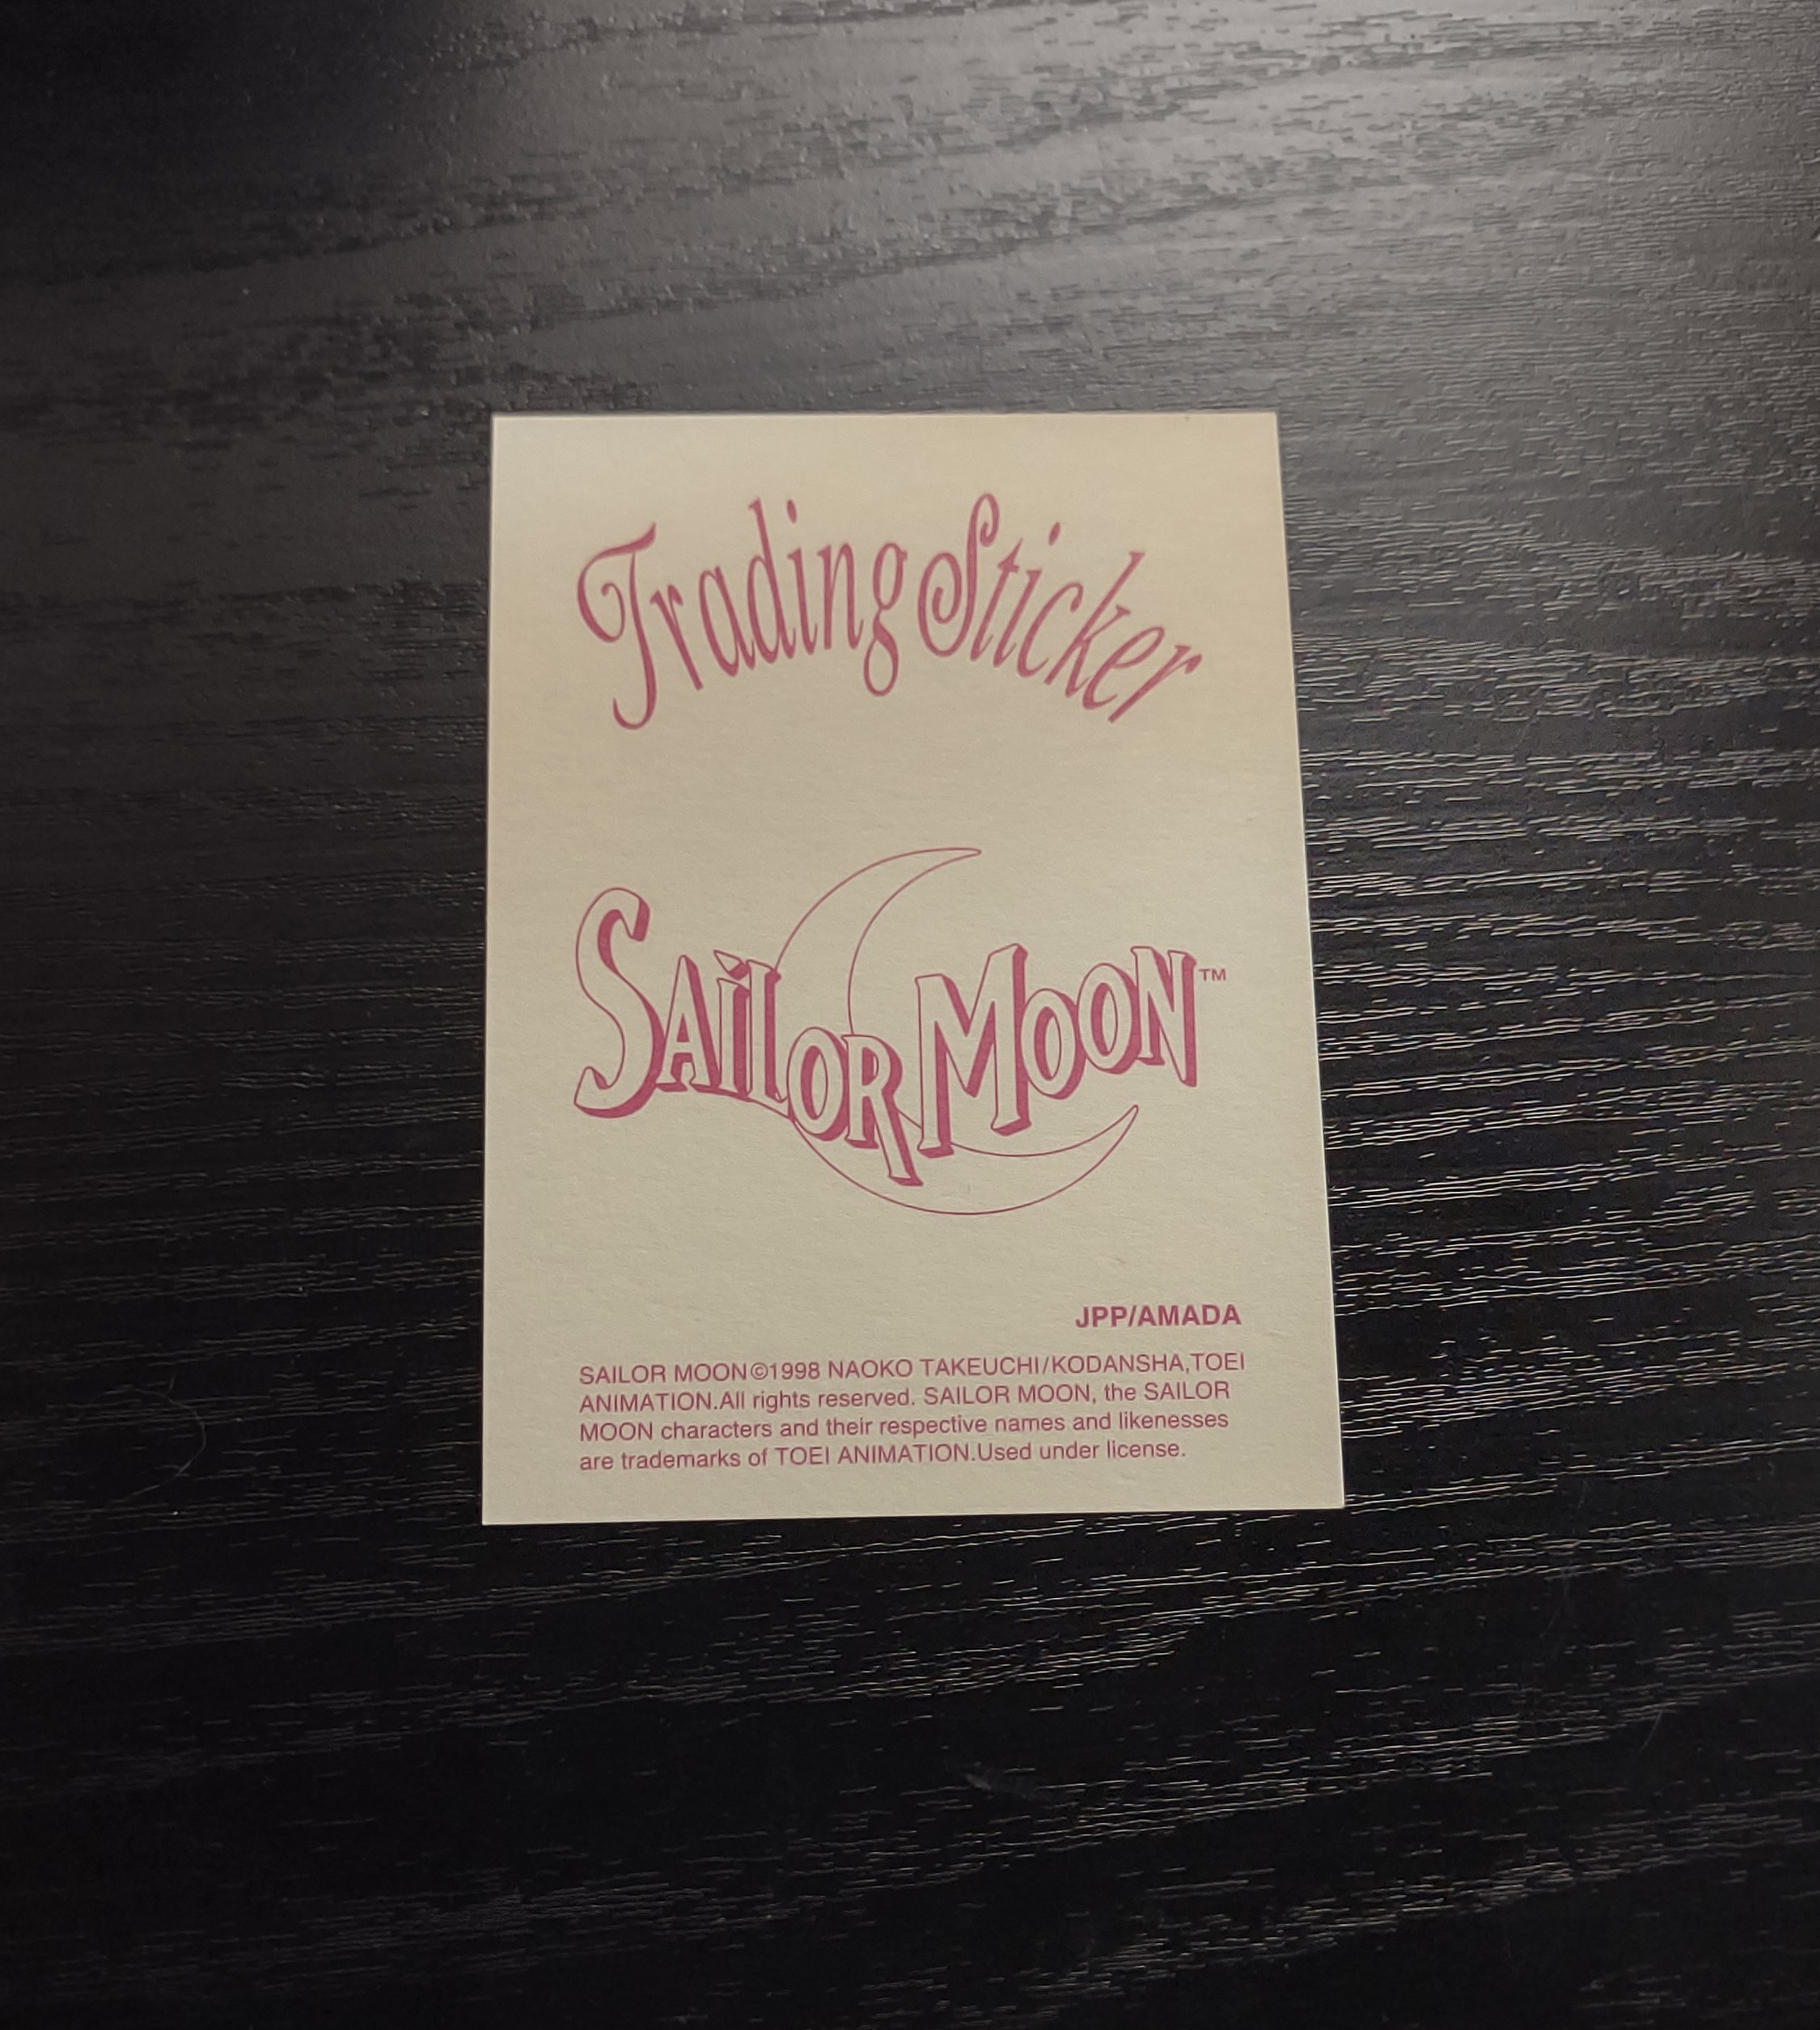 Trading Sticker
SAILOR MOON™
JPP/AMADA
SAILOR MOON©1998 NAOKO TAKEUCHI/KODANSHA,TOEI
ANIMATION.All rights reserved. SAILOR MOON, the SAILOR
MOON characters and their respective names and likenesses
are trademarks of TOEI ANIMATION.Used under license.